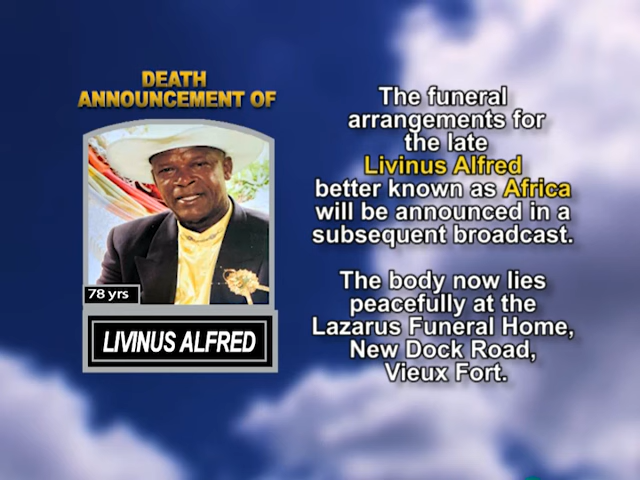 DEATH
ANNOUNCEMENT OF
78 yrs
LIVINUS ALFRED
The funeral
arrangements for
the late
Livinus Alfred
better known as Africa
will be announced in a
subsequent broadcast.
The body now lies
peacefully at the
Lazarus Funeral Home,
New Dock Road,
Vieux Fort.